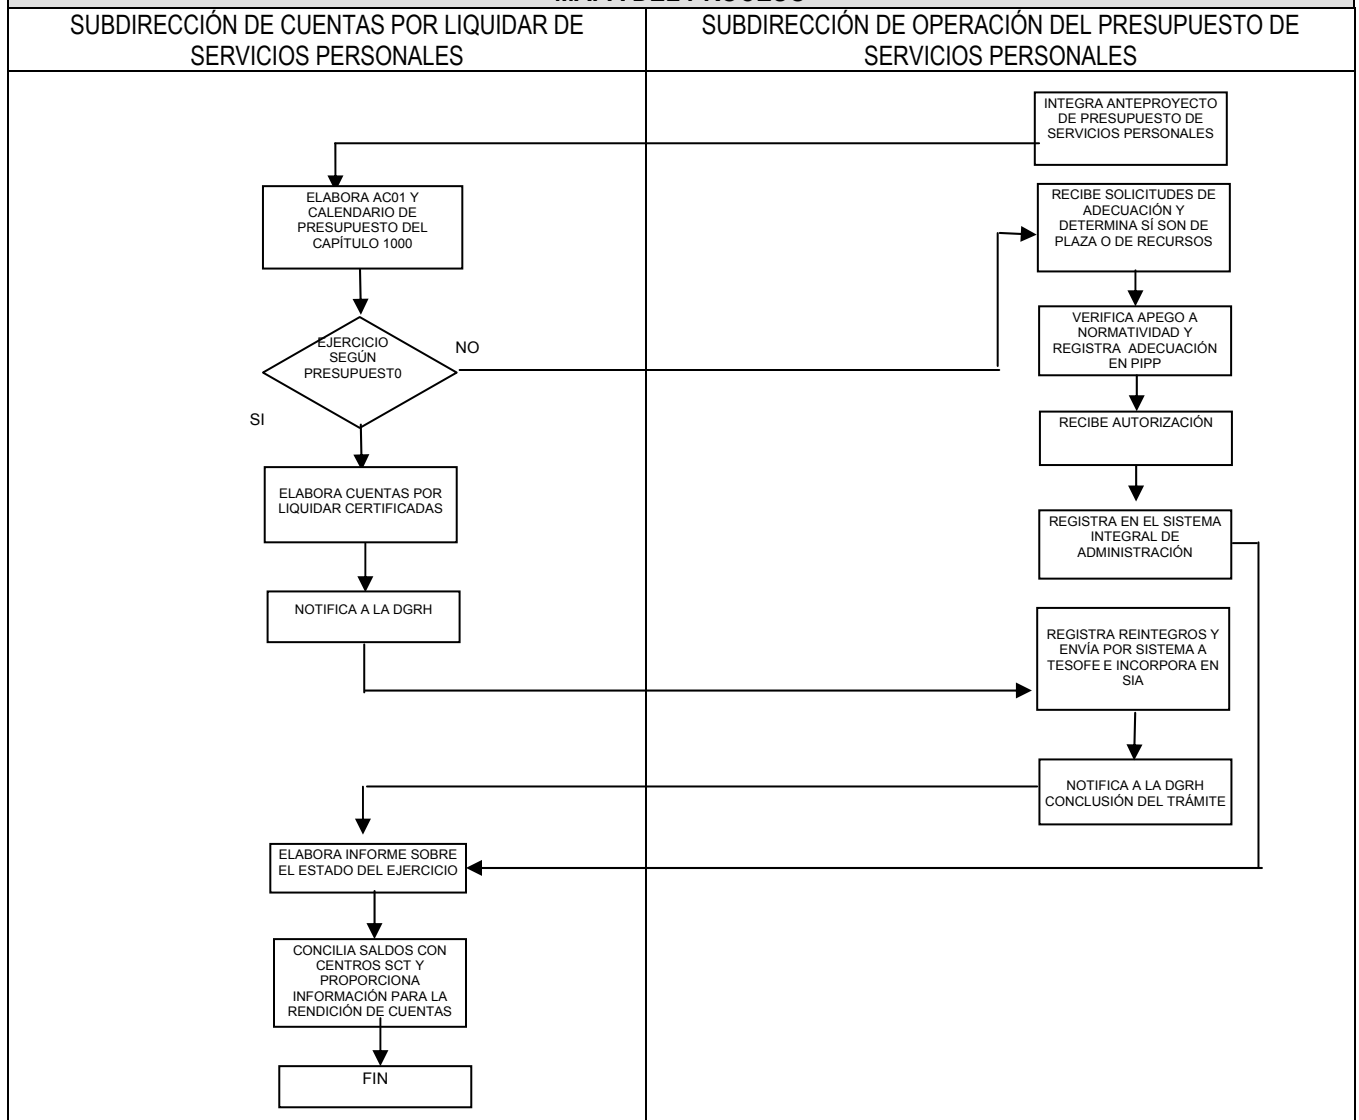 SUBDIRECCIÓN DE CUENTAS POR LIQUIDAR DE
SERVICIOS PERSONALES
SUBDIRECCIÓN DE OPERACIÓN DEL PRESUPUESTO DE
SERVICIOS PERSONALES
INTEGRA ANTEPROYECTO
DE PRESUPUESTO DE
SERVICIOS PERSONALES
ELABORA AC01 Y
CALENDARIO DE
PRESUPUESTO DEL
CAPÍTULO 1000
RECIBE SOLICITUDES DE
ADECUACIÓN Y
DETERMINA SÍ SON DE
PLAZA O DE RECURSOS
EJERCICIO
SEGÚN
PRESUPUEST0
NO
SI
VERIFICA APEGO A
NORMATIVIDAD Y
REGISTRA ADECUACIÓN
EN PIPP
RECIBE AUTORIZACIÓN
ELABORA CUENTAS POR
LIQUIDAR CERTIFICADAS
REGISTRA EN EL SISTEMA
INTEGRAL DE
ADMINISTRACIÓN
NOTIFICA A LA DGRH
REGISTRA REINTEGROS Y
ENVÍA POR SISTEMA A
TESOFE E INCORPORA EN
SIA
NOTIFICA A LA DGRH
CONCLUSIÓN DEL TRÁMITE
ELABORA INFORME SOBRE
EL ESTADO DEL EJERCICIO
CONCILIA SALDOS CON
CENTROS SCT Y
PROPORCIONA
INFORMACIÓN PARA LA
RENDICIÓN DE CUENTAS
FIN